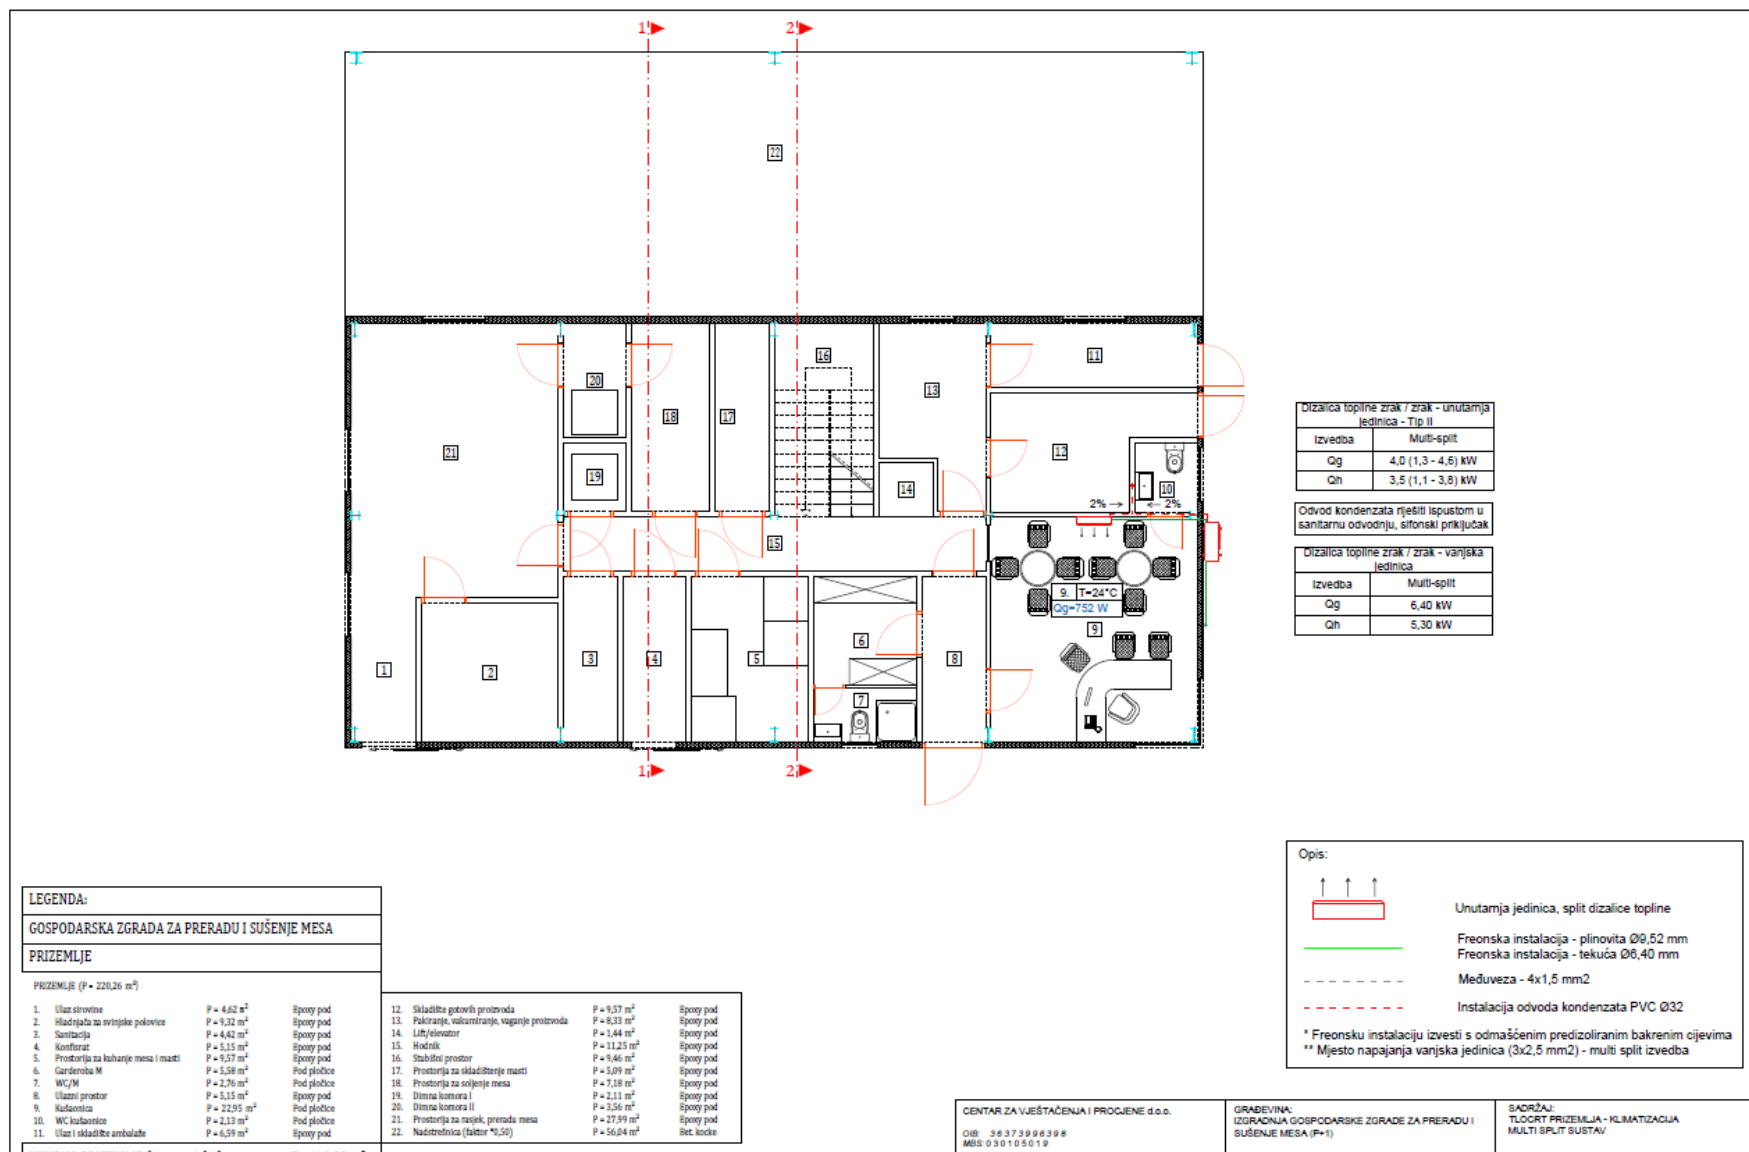 1 2
22
16
11
20
13
18 17
12
21
19
14
10
2% 2%
15
9. T=24°C
Qg=752 W
9
6
1 2 3 4 5 8
7
1 2
Dizalica topline zrak / zrak - unutarnja
jedinica - Tip II
Izvedba Multi-split
Qg 4,0 (1,3 - 4,6) kW
Qh 3,5 (1,1 - 3,8) kW
Odvod kondenzata riješiti ispustom u
sanitarnu odvodnju, sifonski priključak
Dizalica topline zrak / zrak - vanjska
jedinica
Izvedba Multi-split
Qg 6,40 kW
Qh 5,30 kW
Opis:
Unutarnja jedinica, split dizalice topline
Freonska instalacija - plinovita Ø9,52 mm
Freonska instalacija - tekuća Ø6,40 mm
Međuveza - 4x1,5 mm2
Instalacija odvoda kondenzata PVC Ø32
* Freonsku instalaciju izvesti s odmašćenim predizoliranim bakrenim cijevima
** Mjesto napajanja vanjska jedinica (3x2,5 mm2) - multi split izvedba
LEGENDA:
GOSPODARSKA ZGRADA ZA PRERADU I SUŠENJE MESA
PRIZEMLJE
PRIZEMLJE (P = 220,26 m²)
1. Ulaz sirovine P = 4,62 m² Epoxy pod
2. Hladnjača za svinjske polovice P = 9,32 m² Epoxy pod
3. Sanitacija P = 4,42 m² Epoxy pod
4. Konfisrat P = 5,15 m² Epoxy pod
5. Prostorija za kuhanje mesa i masti P = 9,57 m² Epoxy pod
6. Garderoba M P = 5,58 m² Pod pločice
7. WC/M P = 2,76 m² Pod pločice
8. Ulazni prostor P = 5,15 m² Epoxy pod
9. Kušaonica P = 22,95 m² Pod pločice
10. WC kušaonice P = 2,13 m² Pod pločice
11. Ulaz i skladište ambalaže P = 6,59 m² Epoxy pod
12. Skladište gotovih proizvoda P = 9,57 m² Epoxy pod
13. Pakiranje, vakumiranje, vaganje proizvoda P = 8,33 m² Epoxy pod
14. Lift/elevator P = 1,44 m² Epoxy pod
15. Hodnik P = 11,25 m² Epoxy pod
16. Stubišni prostor P = 9,46 m² Epoxy pod
17. Prostorija za skladištenje masti P = 5,09 m² Epoxy pod
18. Prostorija za soljenje mesa P = 7,18 m² Epoxy pod
19. Dimna komora I P = 2,11 m² Epoxy pod
20. Dimna komora II P = 3,56 m² Epoxy pod
21. Prostorija za rasjek, preradu mesa P = 27,99 m² Epoxy pod
22. Nadstrešnica (faktor *0,50) P = 56,04 m² Bet. kocke
CENTAR ZA VJEŠTAČENJA I PROCJENE d.o.o.
OIB: 36373996398
MBS: 030105019
GRAĐEVINA:
IZGRADNJA GOSPODARSKE ZGRADE ZA PRERADU I
SUŠENJE MESA (P+1)
SADRŽAJ:
TLOCRT PRIZEMLJA - KLIMATIZACIJA
MULTI SPLIT SUSTAV